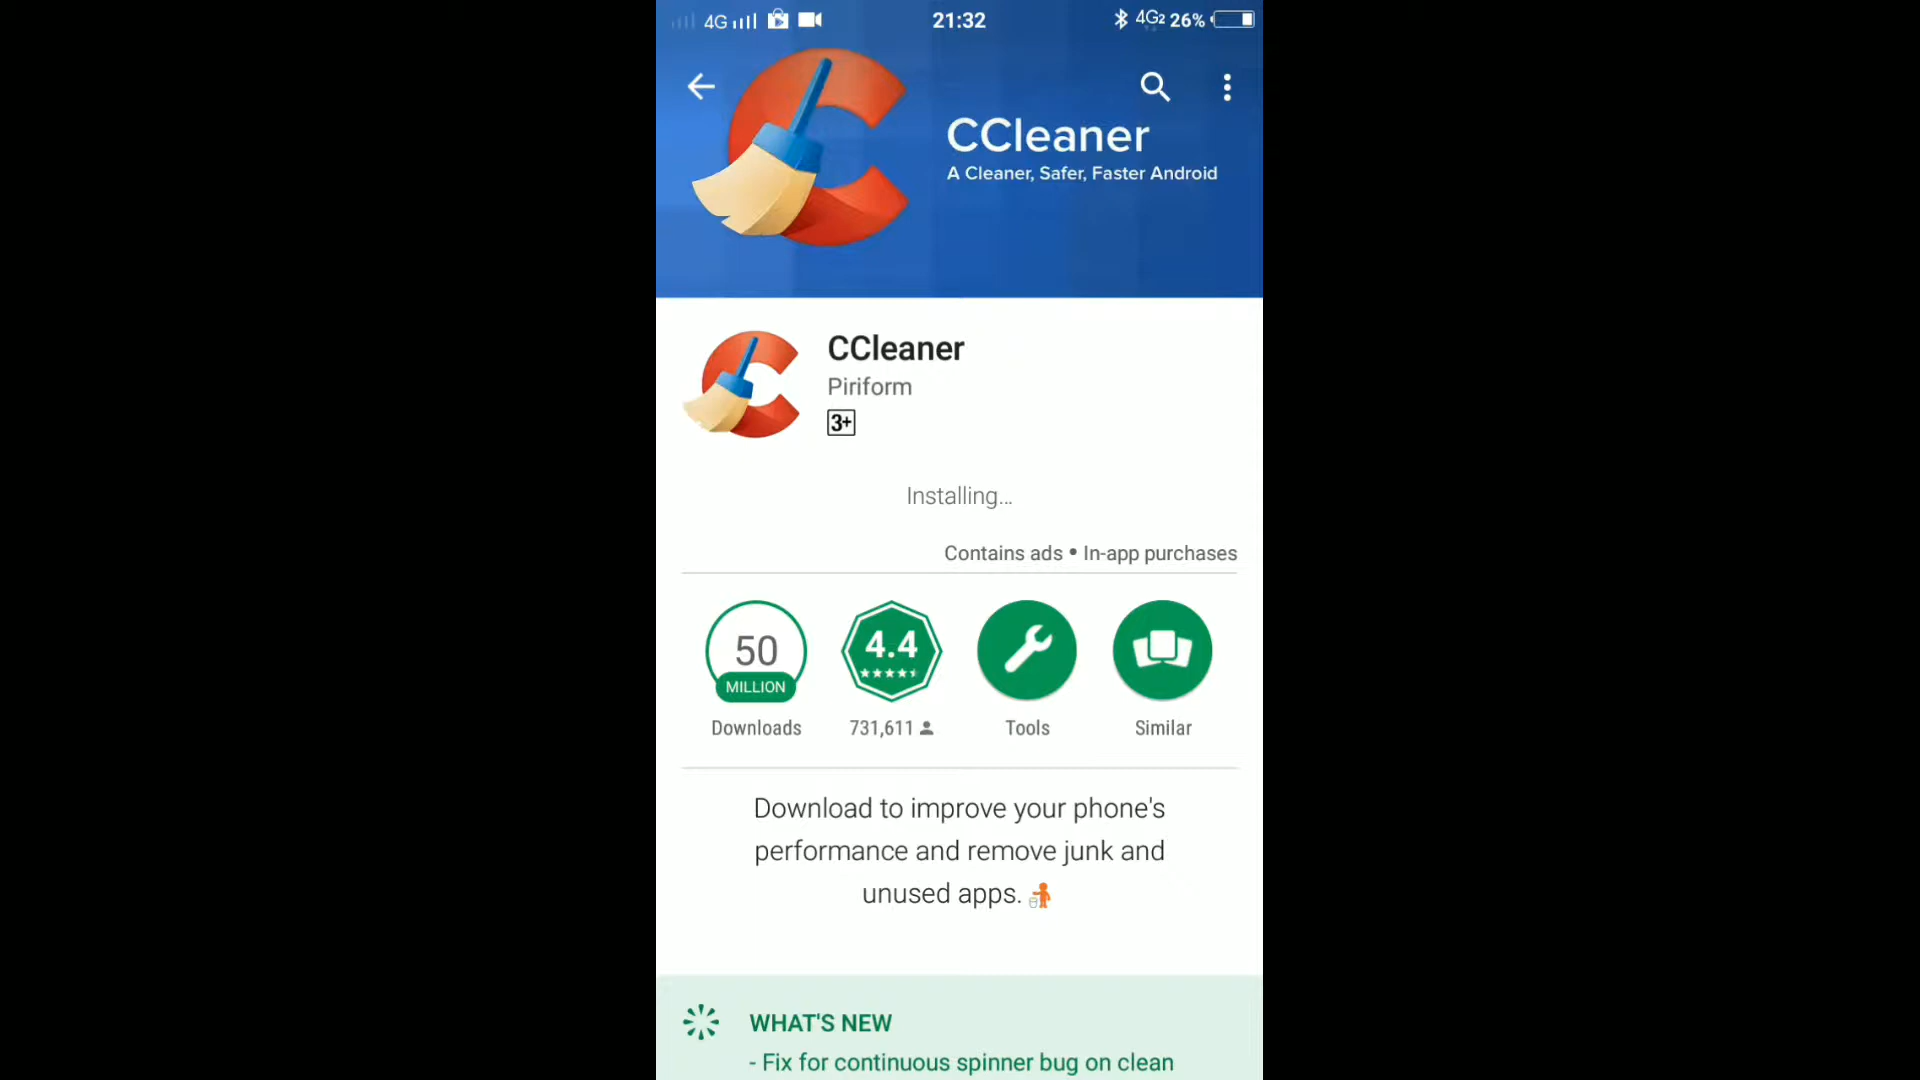 4G 21:32 4G2 26%
CCleaner
A Cleaner, Safer, Faster Android
CCleaner
Piriform
3+
Installing...
Contains ads • In-app purchases
50 MILLION 4.4
Downloads 731,611 Tools Similar
Download to improve your phone's
performance and remove junk and
unused apps.
WHAT'S NEW
- Fix for continuous spinner bug on clean